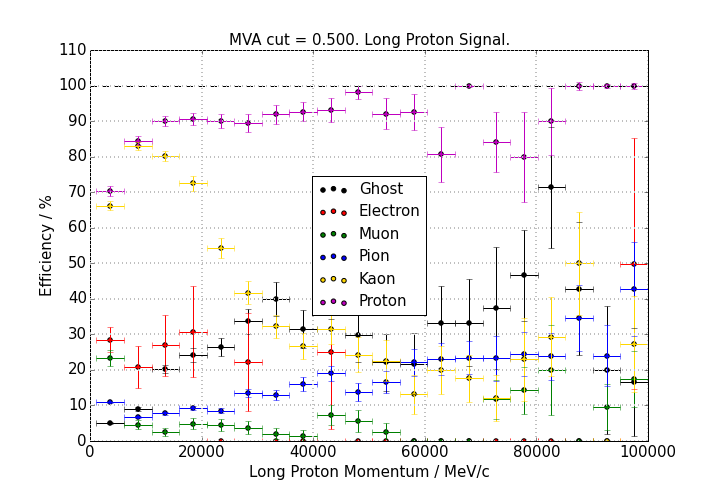 MVA cut = 0.500. Long Proton Signal.
Efficiency / %
110
100
90
80
70
60
50
40
30
20
10
0
Ghost
Electron
Muon
Pion
Kaon
Proton
0 20000 40000 60000 80000 100000
Long Proton Momentum / MeV/c